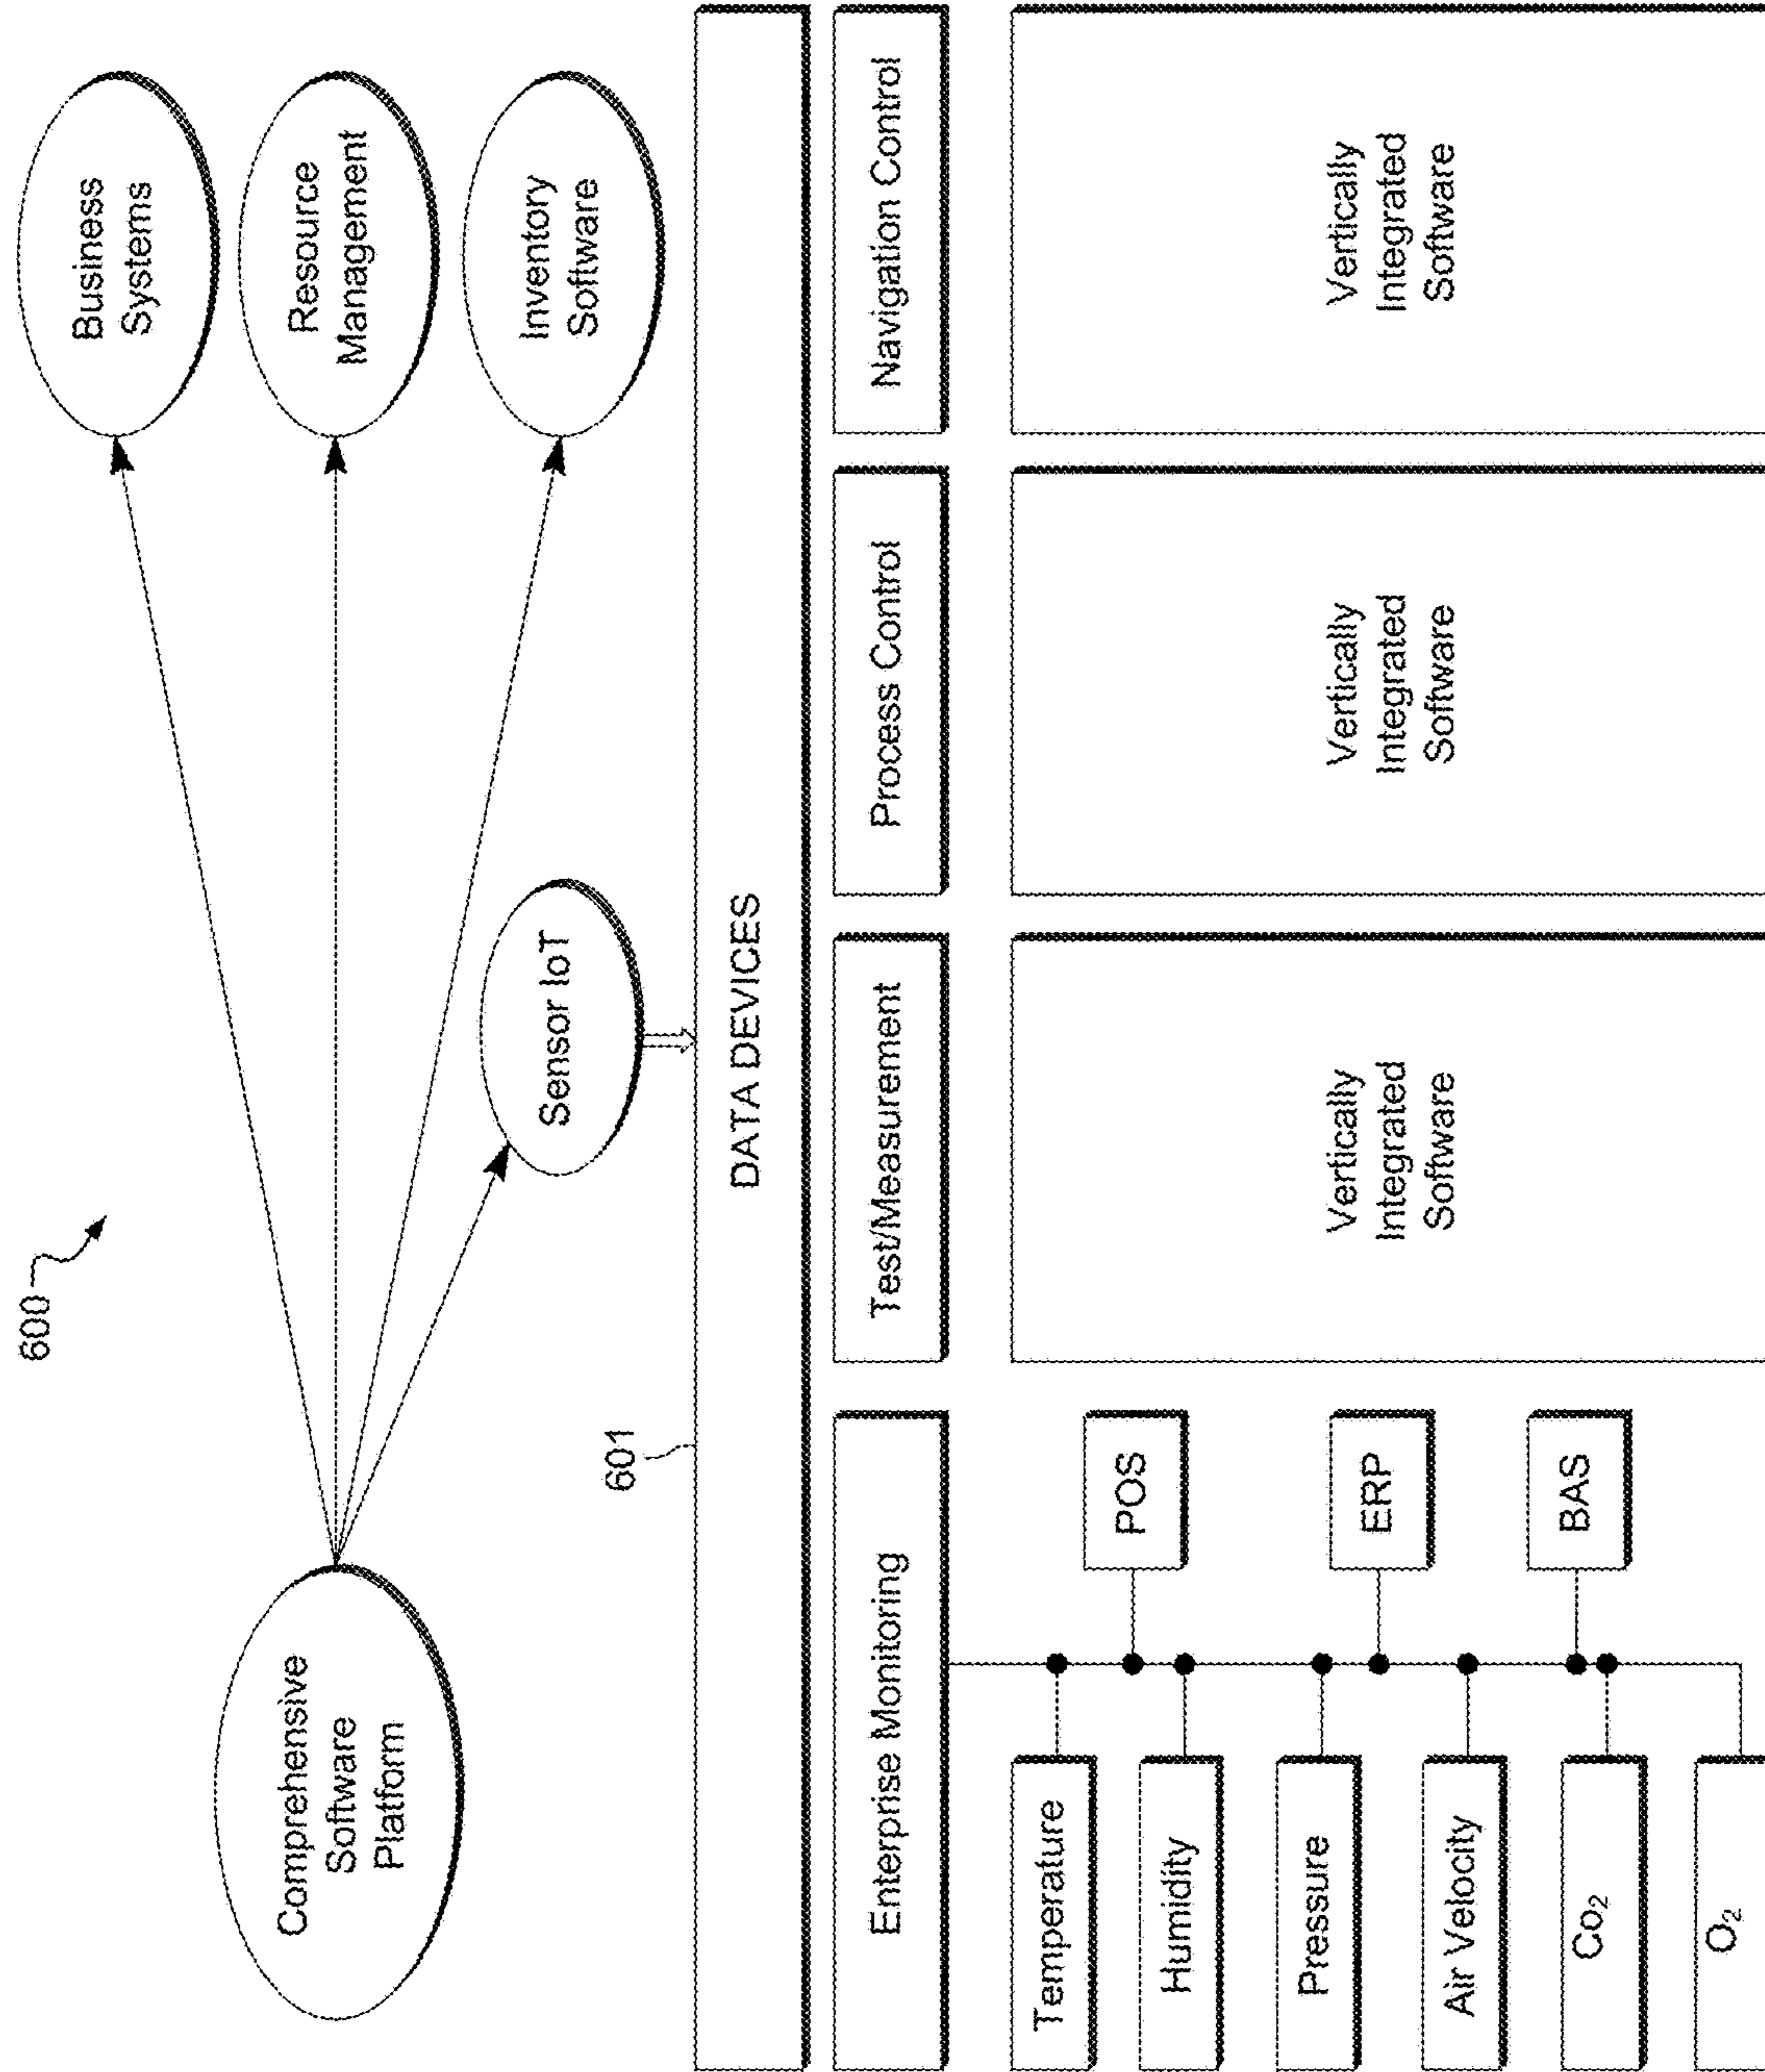 600
Comprehensive
Software
Platform
Business
Systems
Resource
Management
Inventory
Software
Sensor IoT
601
DATA DEVICES
Enterprise Monitoring
Test/Measurement
Process Control
Navigation Control
Temperature
Humidity
Pressure
Air Velocity
Co₂
O₂
POS
ERP
BAS
Vertically
Integrated
Software
Vertically
Integrated
Software
Vertically
Integrated
Software